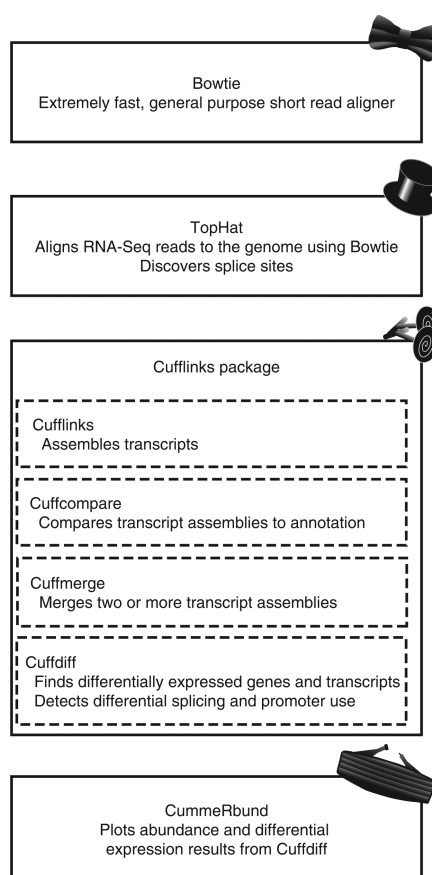 Bowtie
Extremely fast, general purpose short read aligner
TopHat
Aligns RNA-Seq reads to the genome using Bowtie
Discovers splice sites
Cufflinks package
Cufflinks
Assembles transcripts
Cuffcompare
Compares transcript assemblies to annotation
Cuffmerge
Merges two or more transcript assemblies
Cuffdiff
Finds differentially expressed genes and transcripts
Detects differential splicing and promoter use
CummeRbund
Plots abundance and differential
expression results from Cuffdiff